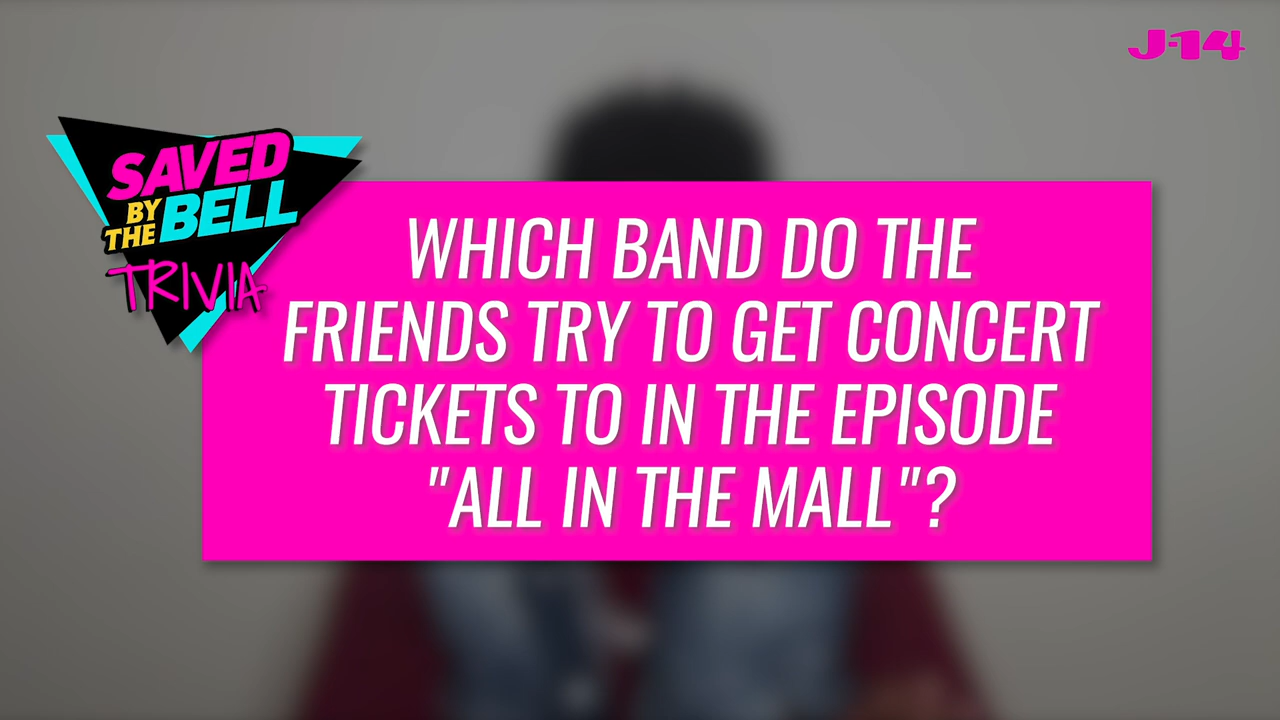 J-14
SAVED
BY
THE BELL
TRIVIA
WHICH BAND DO THE
FRIENDS TRY TO GET CONCERT
TICKETS TO IN THE EPISODE
"ALL IN THE MALL"?